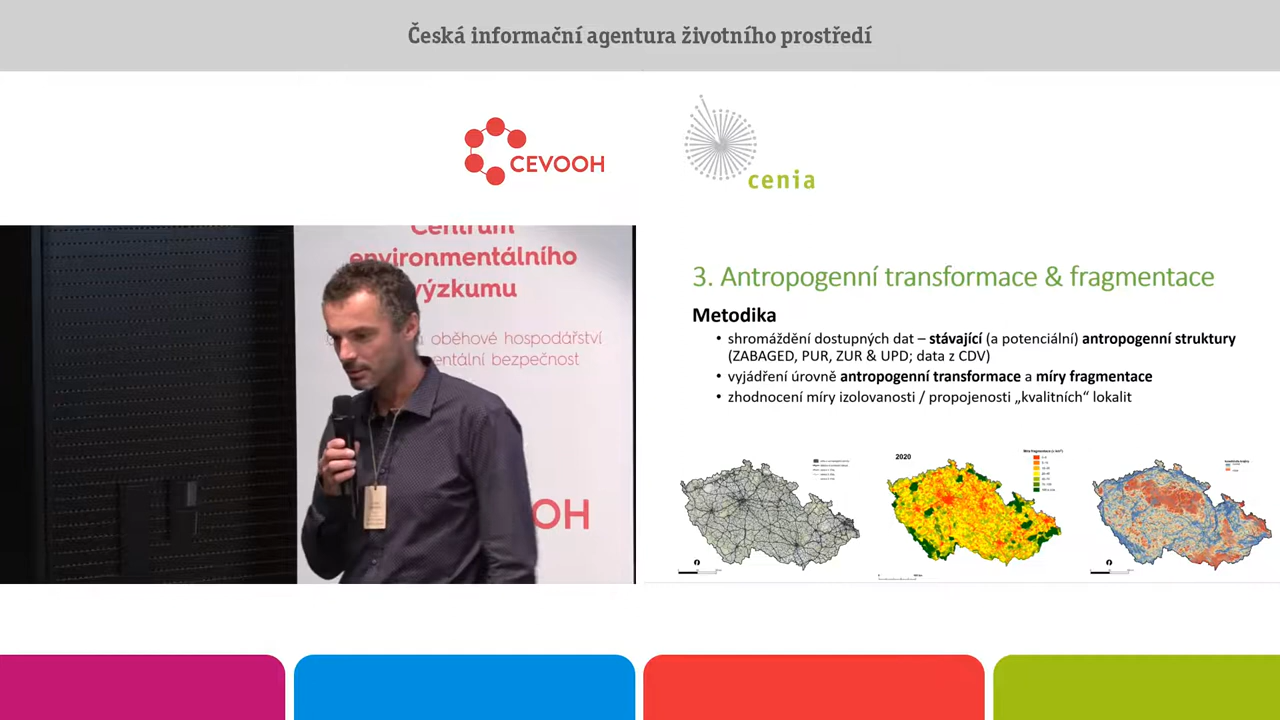 Česká informační agentura životního prostředí
CEVOOH
cenia
Centrum
environmentálního
výzkumu
oběhové hospodářství
bezpečnost
OH
3. Antropogenní transformace & fragmentace
Metodika
• shromáždění dostupných dat – stávající (a potenciální) antropogenní struktury
(ZABAGED, PUR, ZUR & UPD; data z CDV)
• vyjádření úrovně antropogenní transformace a míry fragmentace
• zhodnocení míry izolovanosti / propojenosti „kvalitních“ lokalit
2020